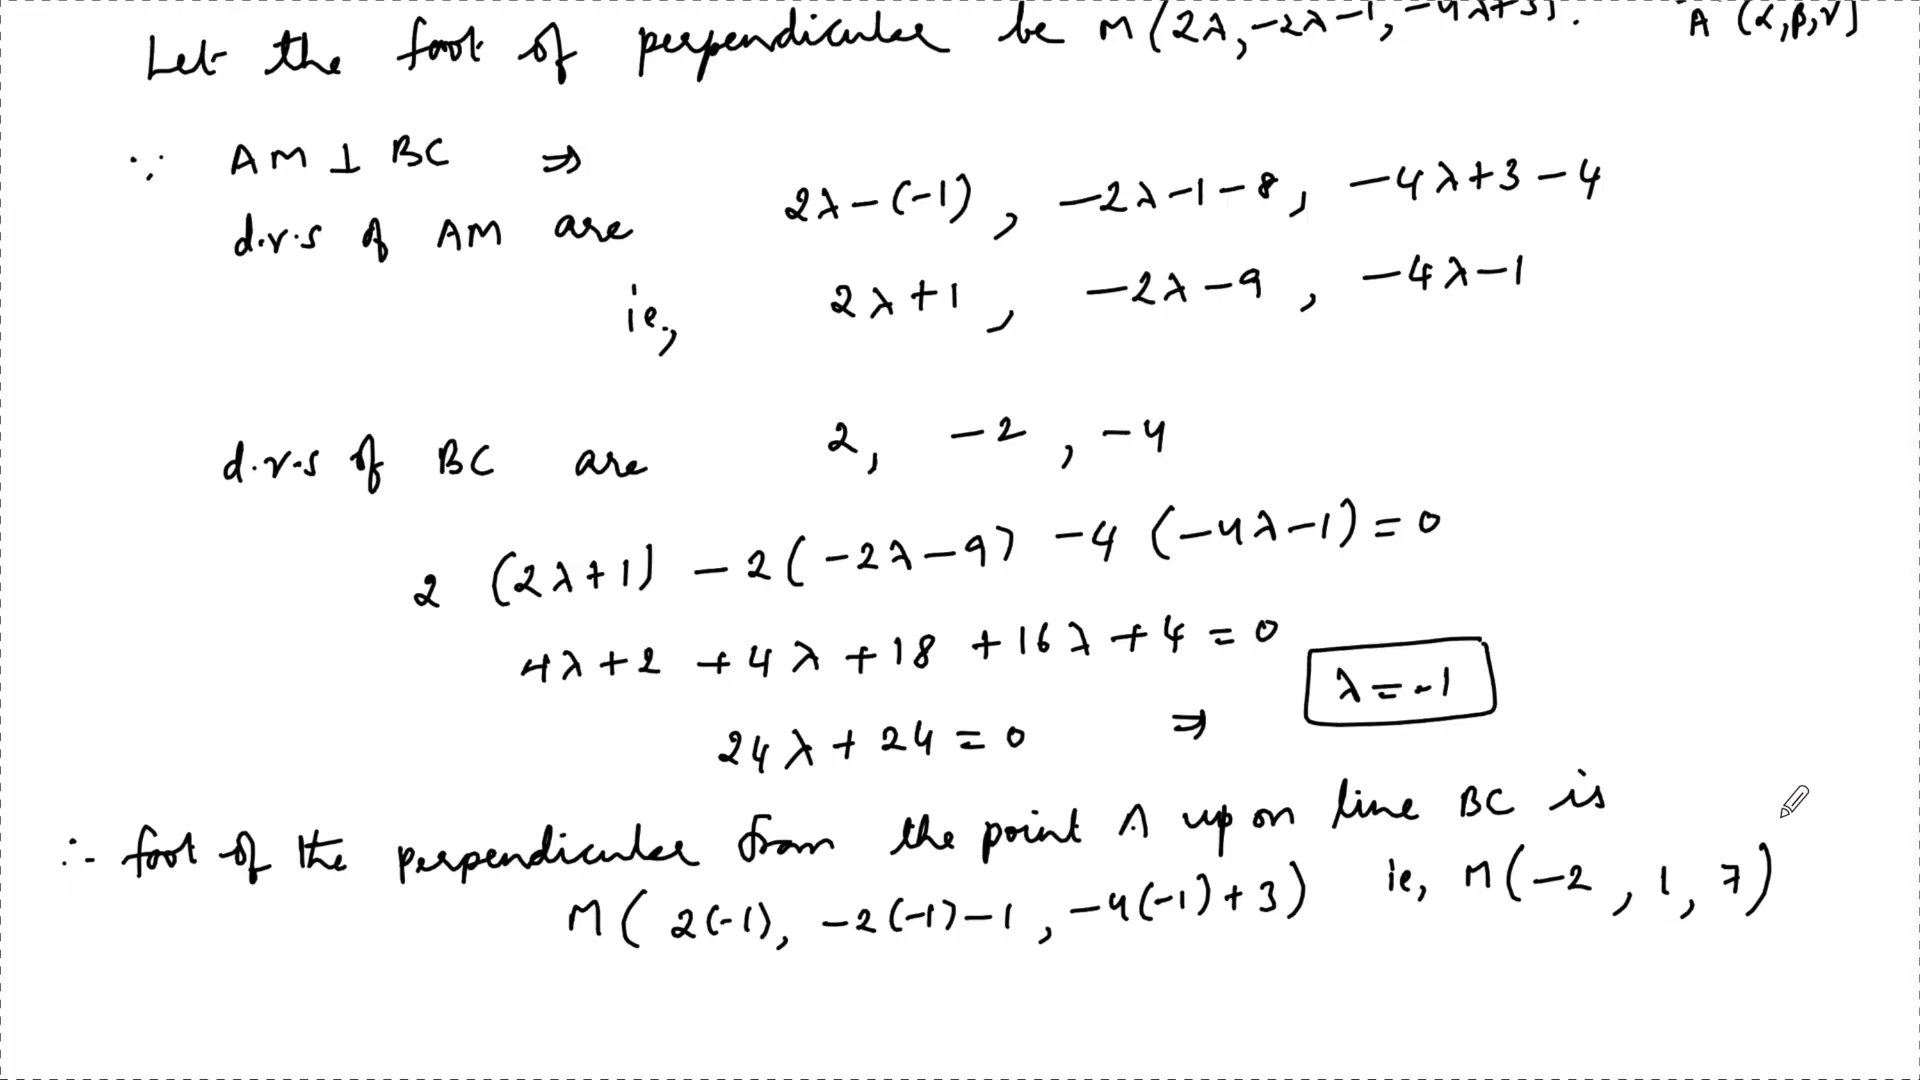 Let the foot of perpendicular be M(2λ, -2λ-1, -4λ+3). A' (α, β, γ)
∵ AM ⊥ BC ⇒
d.r.s of AM are 2λ-(-1), -2λ-1-8, -4λ+3-4
ie., 2λ+1, -2λ-9, -4λ-1
d.r.s of BC are 2, -2, -4
2 (2λ+1) - 2(-2λ-9) - 4 (-4λ-1) = 0
4λ+2 + 4λ + 18 + 16λ + 4 = 0
24λ + 24 = 0 ⇒ λ = -1
∴ foot of the perpendicular from the point A up on line BC is
M( 2(-1), -2(-1)-1, -4(-1)+3) ie, M(-2, 1, 7)